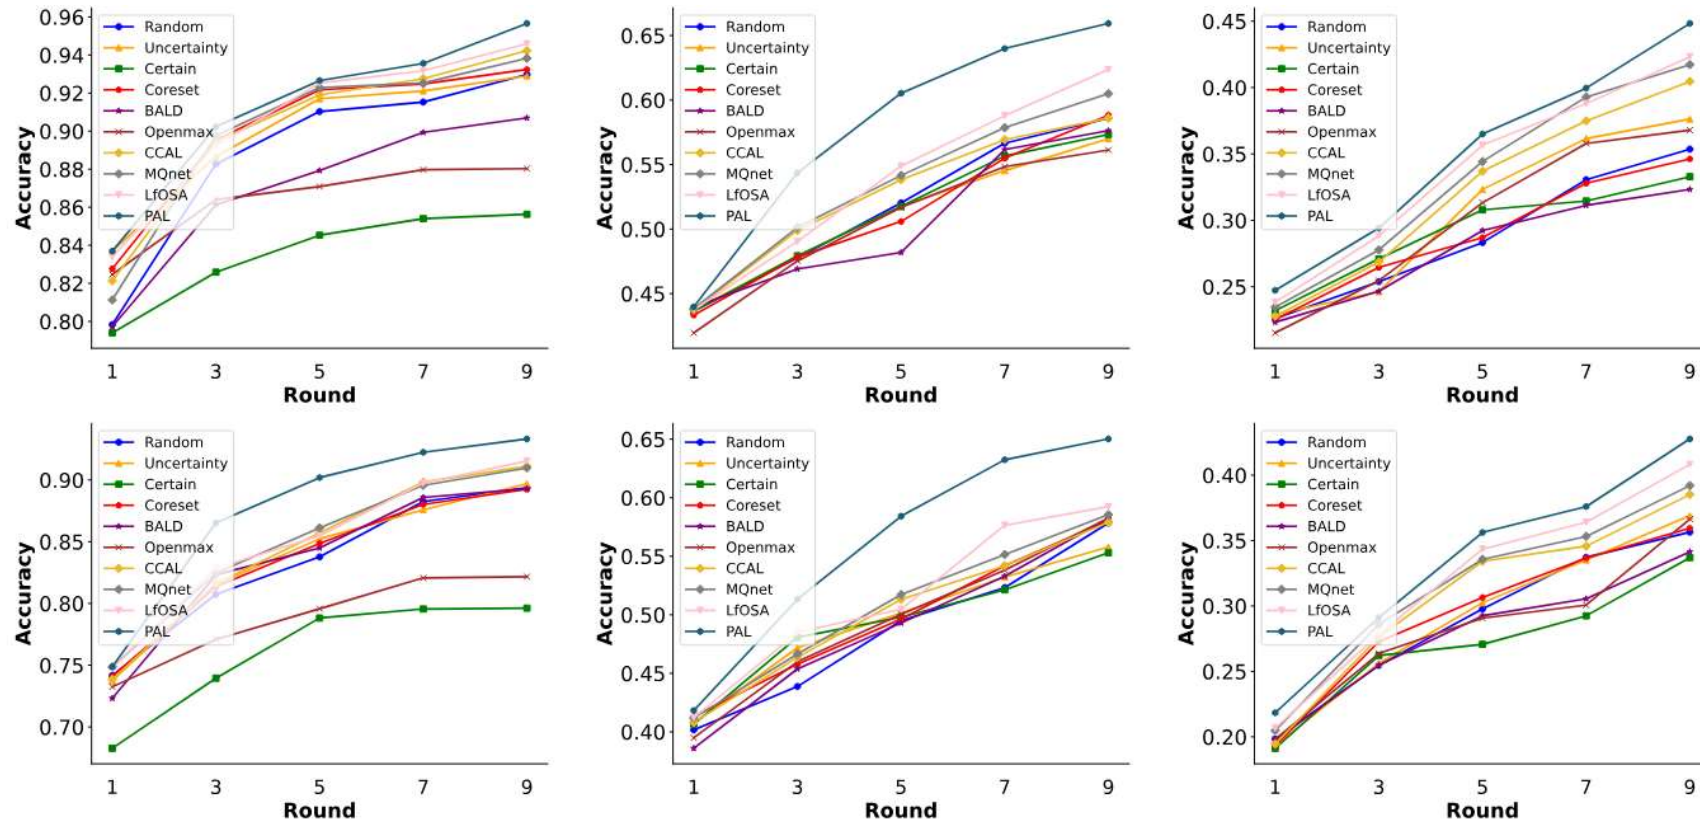 Accuracy
0.96
0.94
0.92
0.90
0.88
0.86
0.84
0.82
0.80
Random
Uncertainty
Certain
Coreset
BALD
Openmax
CCAL
MQnet
LfOSA
PAL
1 3 5 7 9
Round
Accuracy
0.65
0.60
0.55
0.50
0.45
Random
Uncertainty
Certain
Coreset
BALD
Openmax
CCAL
MQnet
LfOSA
PAL
1 3 5 7 9
Round
Accuracy
0.45
0.40
0.35
0.30
0.25
Random
Uncertainty
Certain
Coreset
BALD
Openmax
CCAL
MQnet
LfOSA
PAL
1 3 5 7 9
Round
Accuracy
0.90
0.85
0.80
0.75
0.70
Random
Uncertainty
Certain
Coreset
BALD
Openmax
CCAL
MQnet
LfOSA
PAL
1 3 5 7 9
Round
Accuracy
0.65
0.60
0.55
0.50
0.45
0.40
Random
Uncertainty
Certain
Coreset
BALD
Openmax
CCAL
MQnet
LfOSA
PAL
1 3 5 7 9
Round
Accuracy
0.40
0.35
0.30
0.25
0.20
Random
Uncertainty
Certain
Coreset
BALD
Openmax
CCAL
MQnet
LfOSA
PAL
1 3 5 7 9
Round